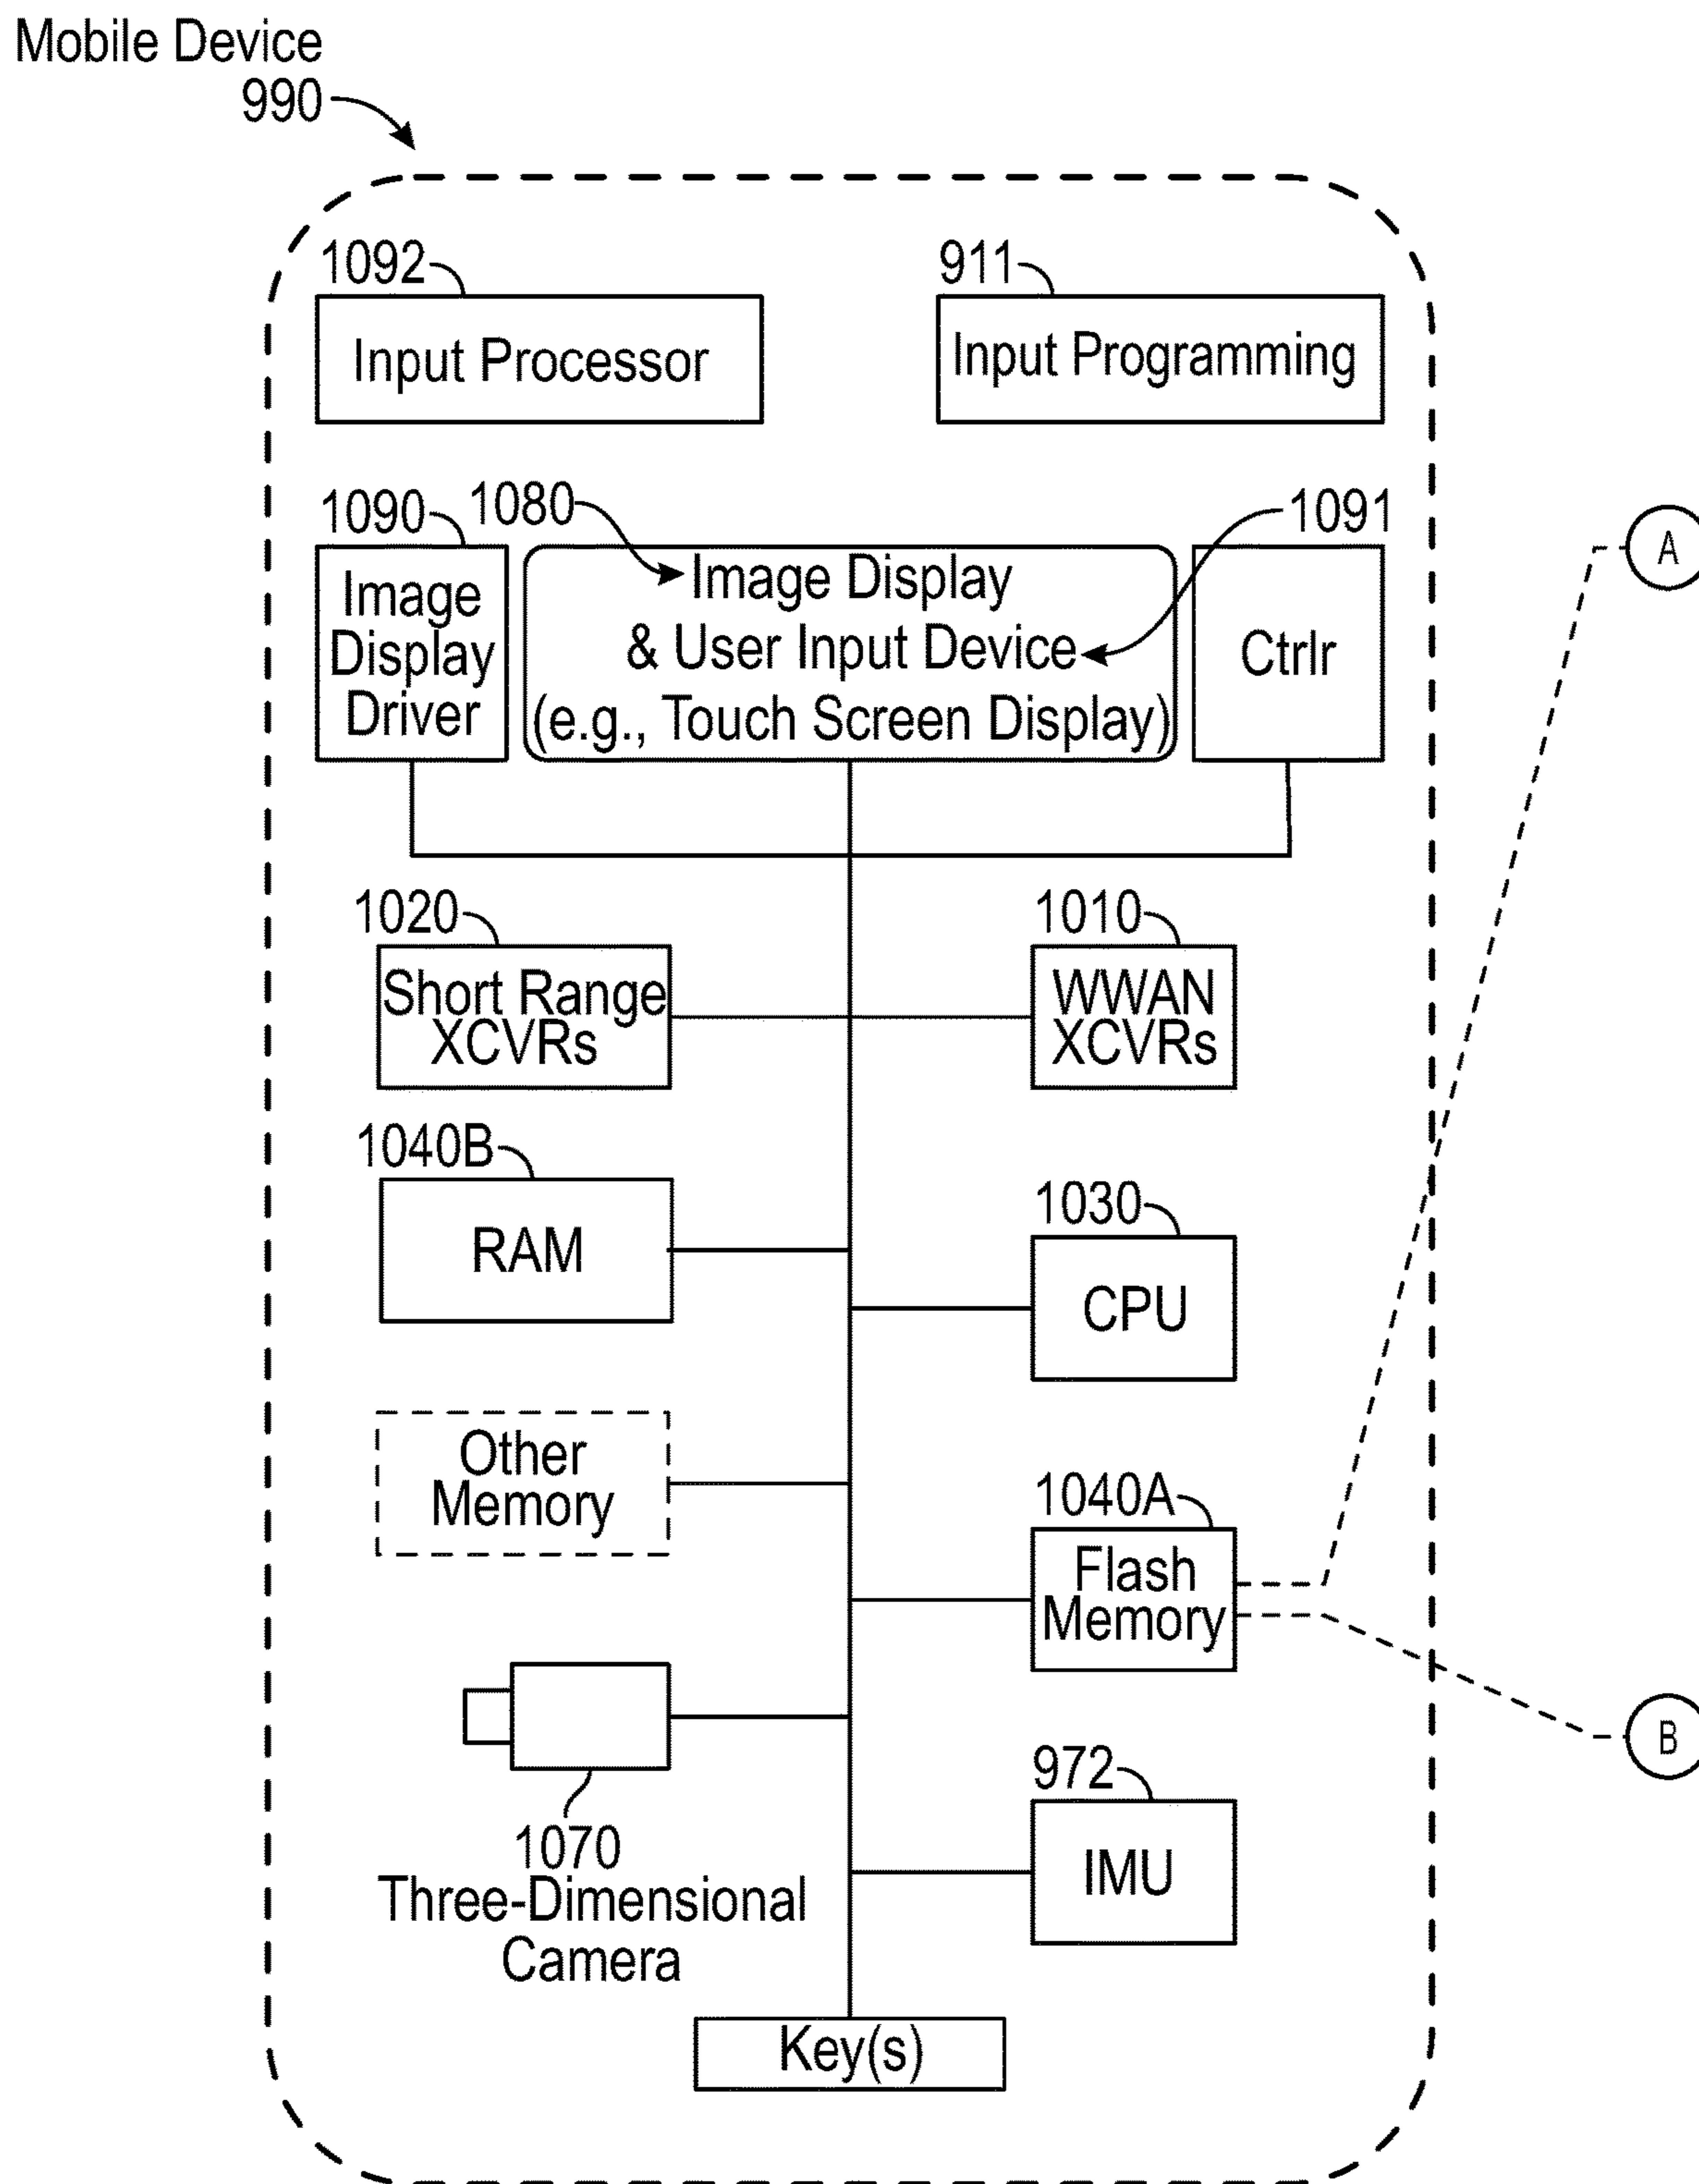 Mobile Device
990
1092
911
Input Processor
Input Programming
1090
1080
1091
Image
Display
Driver
Image Display
& User Input Device
(e.g., Touch Screen Display)
Ctrlr
A
1020
1010
Short Range
XCVRs
WWAN
XCVRs
1040B
RAM
1030
CPU
Other
Memory
1040A
Flash
Memory
B
1070
Three-Dimensional
Camera
972
IMU
Key(s)